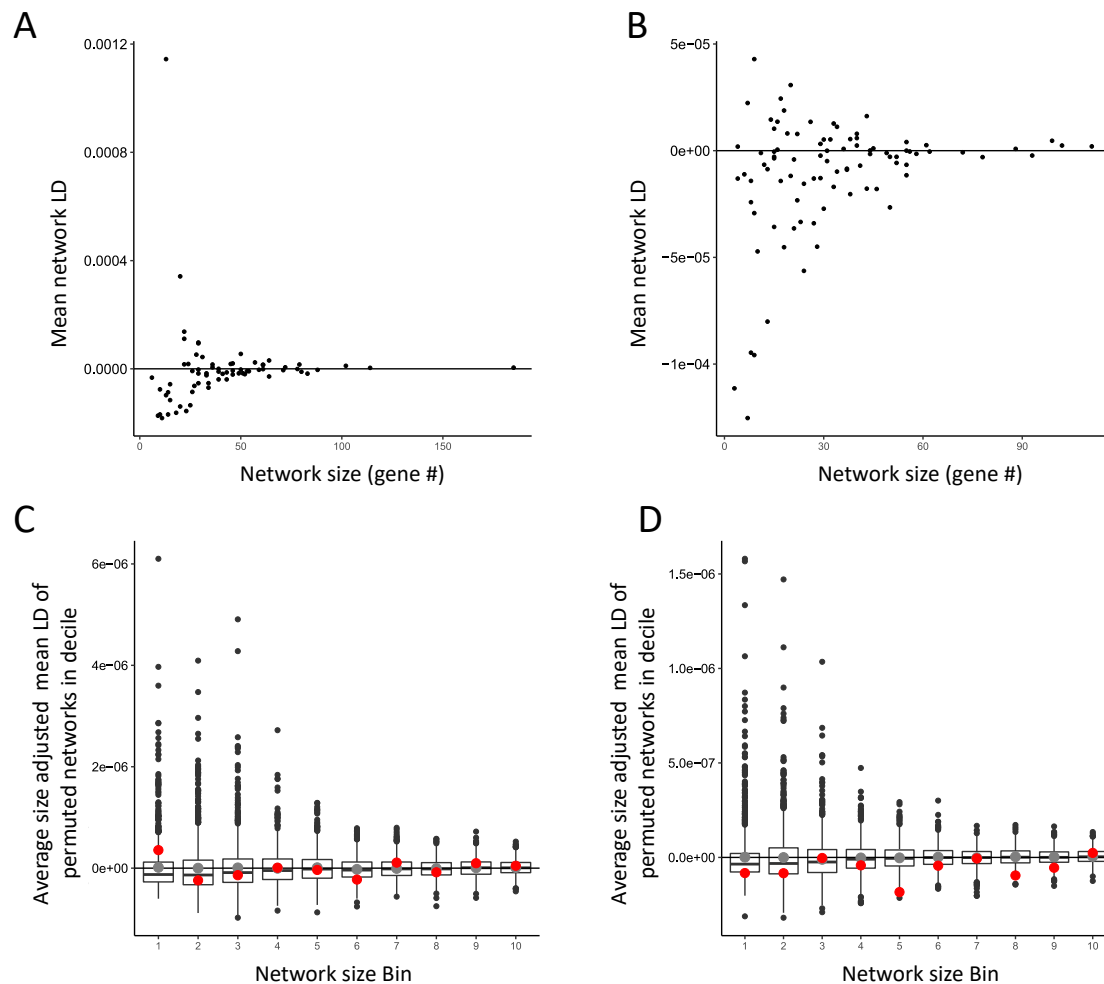 A
Mean network LD
0.0012
0.0008
0.0004
0.0000
0 50 100 150
Network size (gene #)
B
Mean network LD
5e−05
0e+00
−5e−05
−1e−04
0 30 60 90
Network size (gene #)
C
Average size adjusted mean LD of
permuted networks in decile
6e−06
4e−06
2e−06
0e+00
1 2 3 4 5 6 7 8 9 10
Network size Bin
D
Average size adjusted mean LD of
permuted networks in decile
1.5e−06
1.0e−06
5.0e−07
0.0e+00
1 2 3 4 5 6 7 8 9 10
Network size Bin